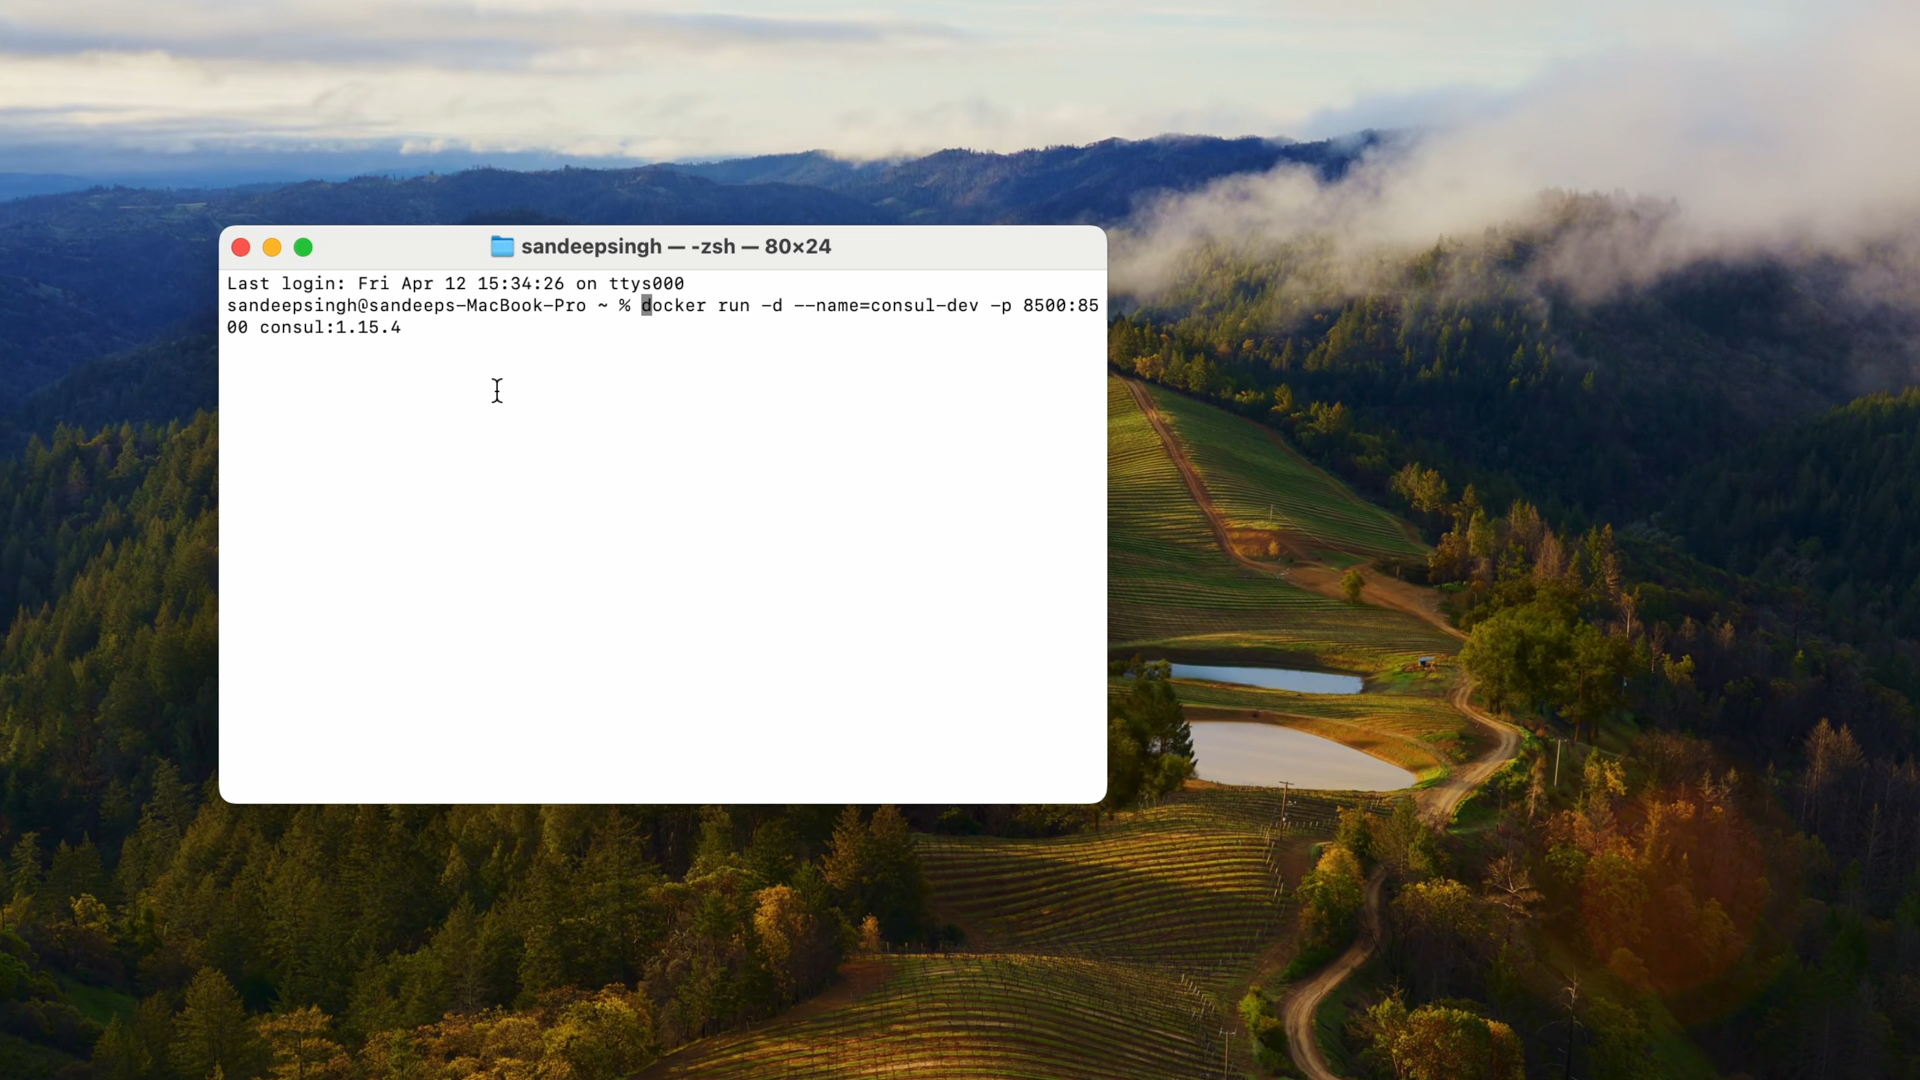 sandeepsingh — -zsh — 80×24
Last login: Fri Apr 12 15:34:26 on ttys000
sandeepsingh@sandeeps-MacBook-Pro ~ % docker run -d --name=consul-dev -p 8500:85
00 consul:1.15.4